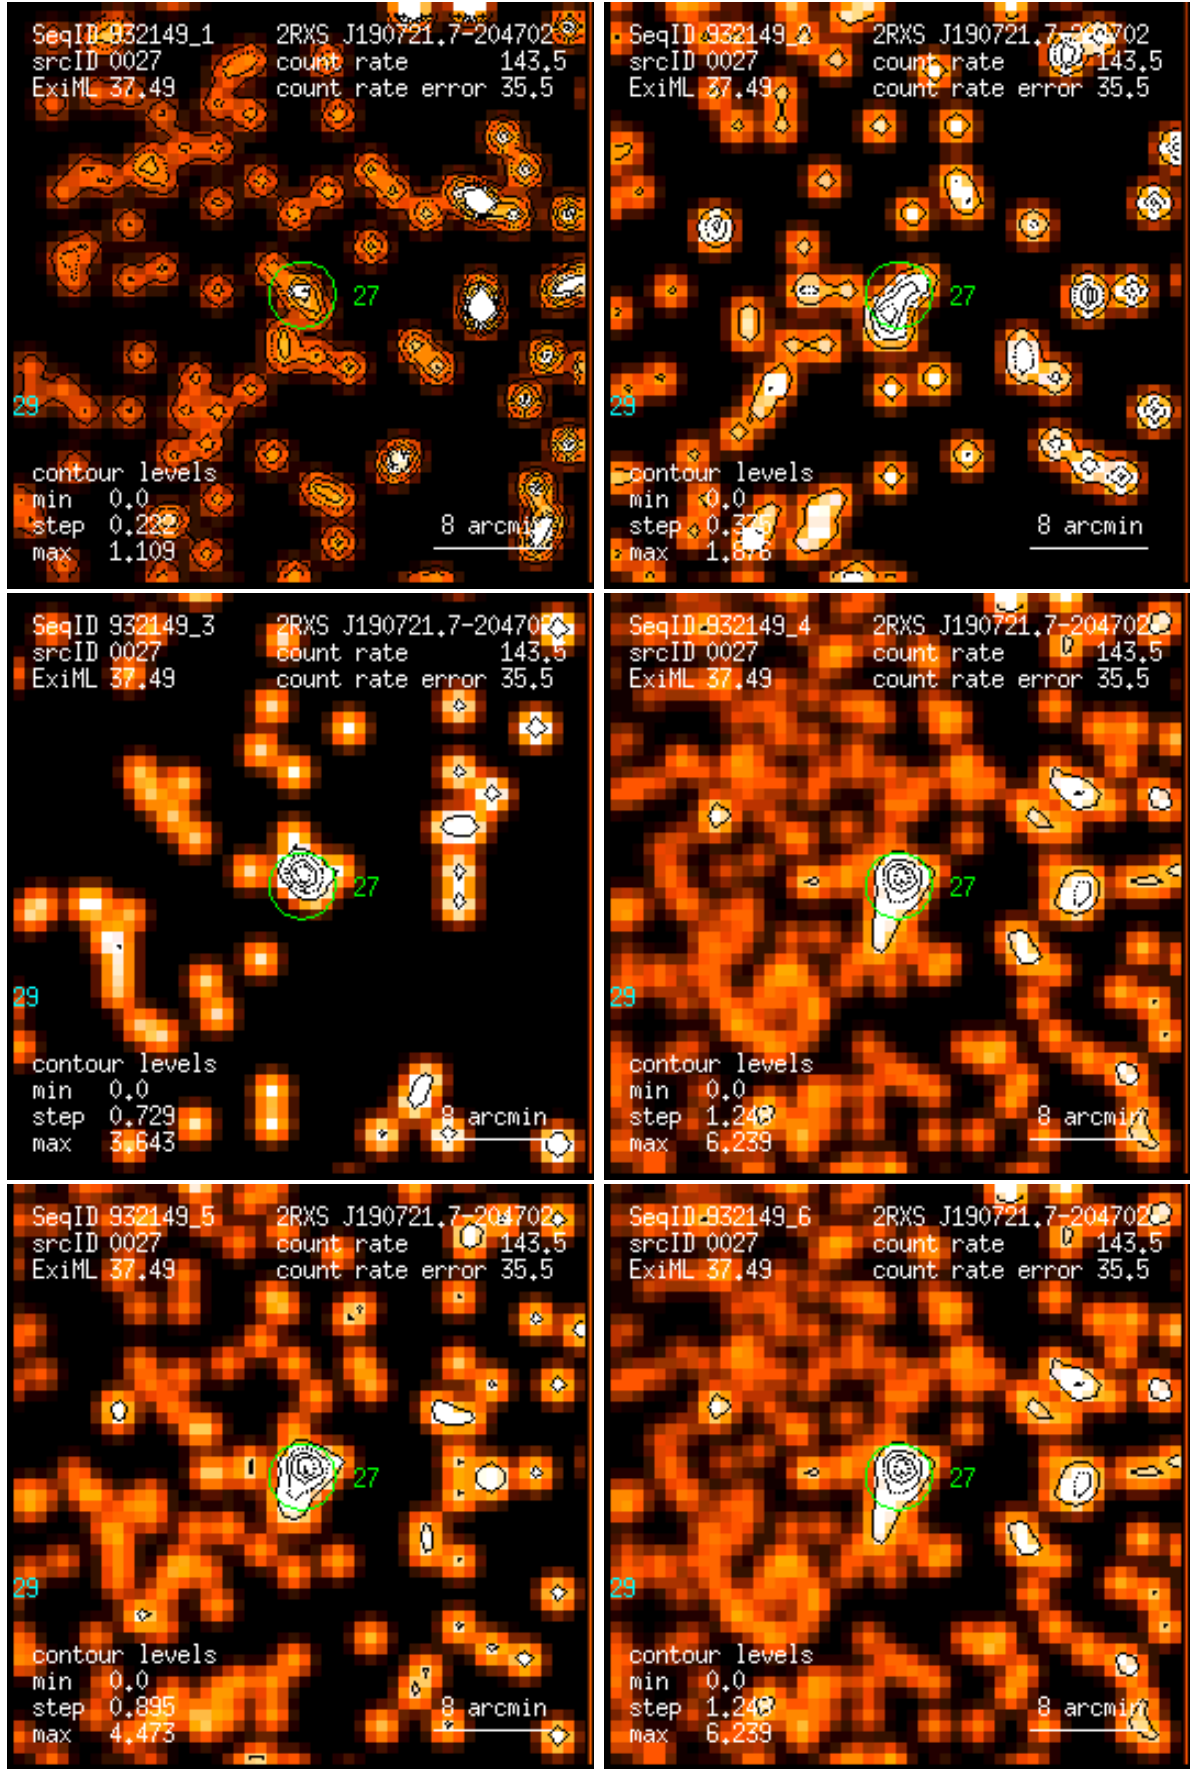 SeqID 932149_1 2RXS J190721.7-204702
srcID 0027 count rate 143.5
ExiML 37.49 count rate error 35.5
27
29
contour levels
min 0.0
step 0.222
max 1.109
8 arcmin
SeqID 932149_2 2RXS J190721.7-204702
srcID 0027 count rate 143.5
ExiML 37.49 count rate error 35.5
27
29
contour levels
min 0.0
step 0.375
max 1.876
8 arcmin
SeqID 932149_3 2RXS J190721.7-204702
srcID 0027 count rate 143.5
ExiML 37.49 count rate error 35.5
27
29
contour levels
min 0.0
step 0.729
max 3.643
8 arcmin
SeqID 932149_4 2RXS J190721.7-204702
srcID 0027 count rate 143.5
ExiML 37.49 count rate error 35.5
27
29
contour levels
min 0.0
step 1.248
max 6.239
8 arcmin
SeqID 932149_5 2RXS J190721.7-204702
srcID 0027 count rate 143.5
ExiML 37.49 count rate error 35.5
27
29
contour levels
min 0.0
step 0.895
max 4.473
8 arcmin
SeqID 932149_6 2RXS J190721.7-204702
srcID 0027 count rate 143.5
ExiML 37.49 count rate error 35.5
27
29
contour levels
min 0.0
step 1.248
max 6.239
8 arcmin